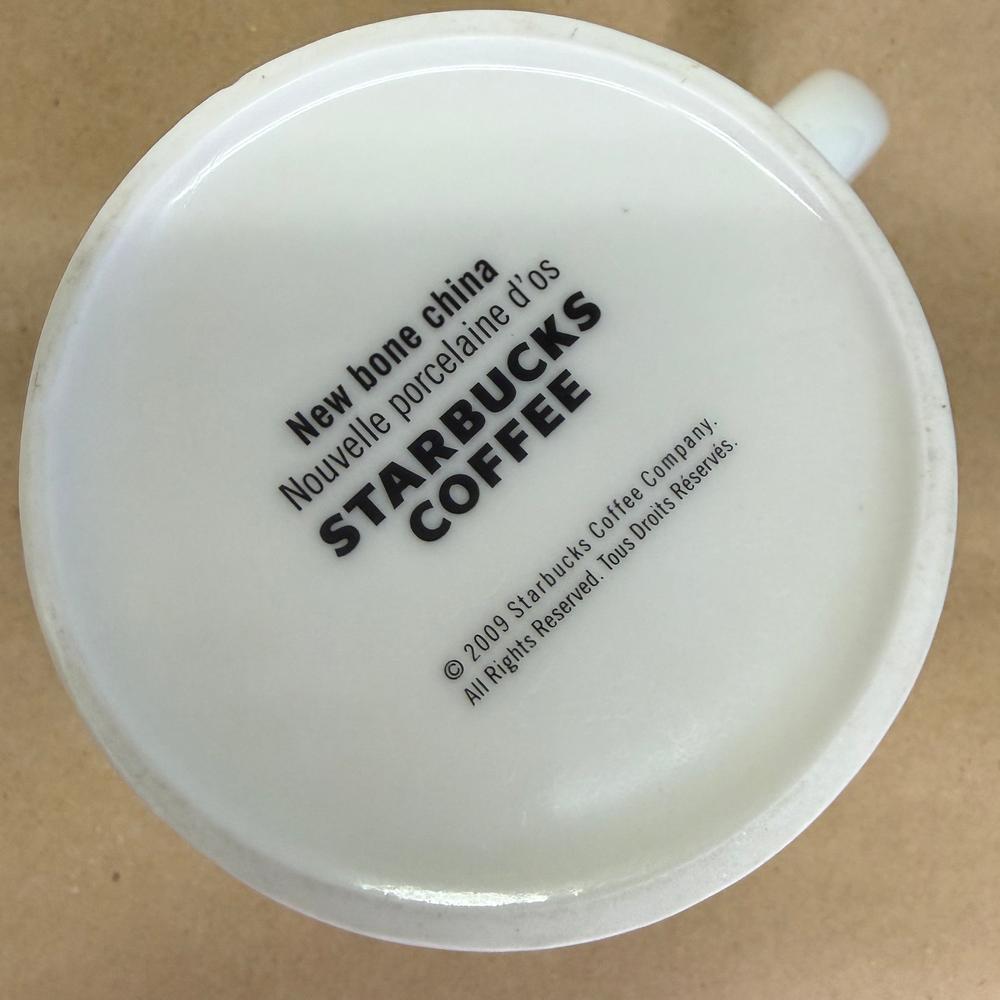 New bone china
Nouvelle porcelaine d'os
STARBUCKS
COFFEE
© 2009 Starbucks Coffee Company.
All Rights Reserved. Tous Droits Réservés.